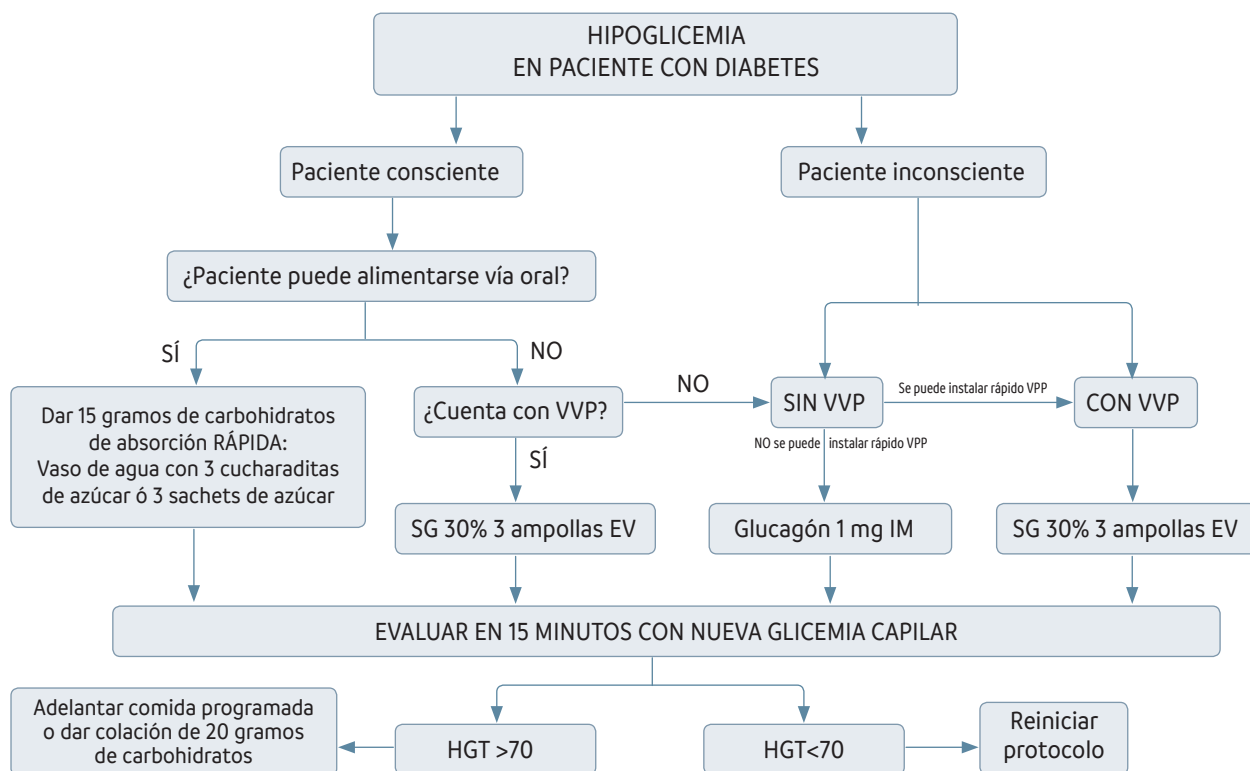 HIPOGLICEMIA
EN PACIENTE CON DIABETES
Paciente consciente
Paciente inconsciente
¿Paciente puede alimentarse vía oral?
SÍ
NO
Dar 15 gramos de carbohidratos
de absorción RÁPIDA:
Vaso de agua con 3 cucharaditas
de azúcar ó 3 sachets de azúcar
¿Cuenta con VVP?
NO
SIN VVP
Se puede instalar rápido VPP
CON VVP
SÍ
NO se puede instalar rápido VPP
SG 30% 3 ampollas EV
Glucagón 1 mg IM
SG 30% 3 ampollas EV
EVALUAR EN 15 MINUTOS CON NUEVA GLICEMIA CAPILAR
Adelantar comida programada
o dar colación de 20 gramos
de carbohidratos
HGT >70
HGT<70
Reiniciar
protocolo